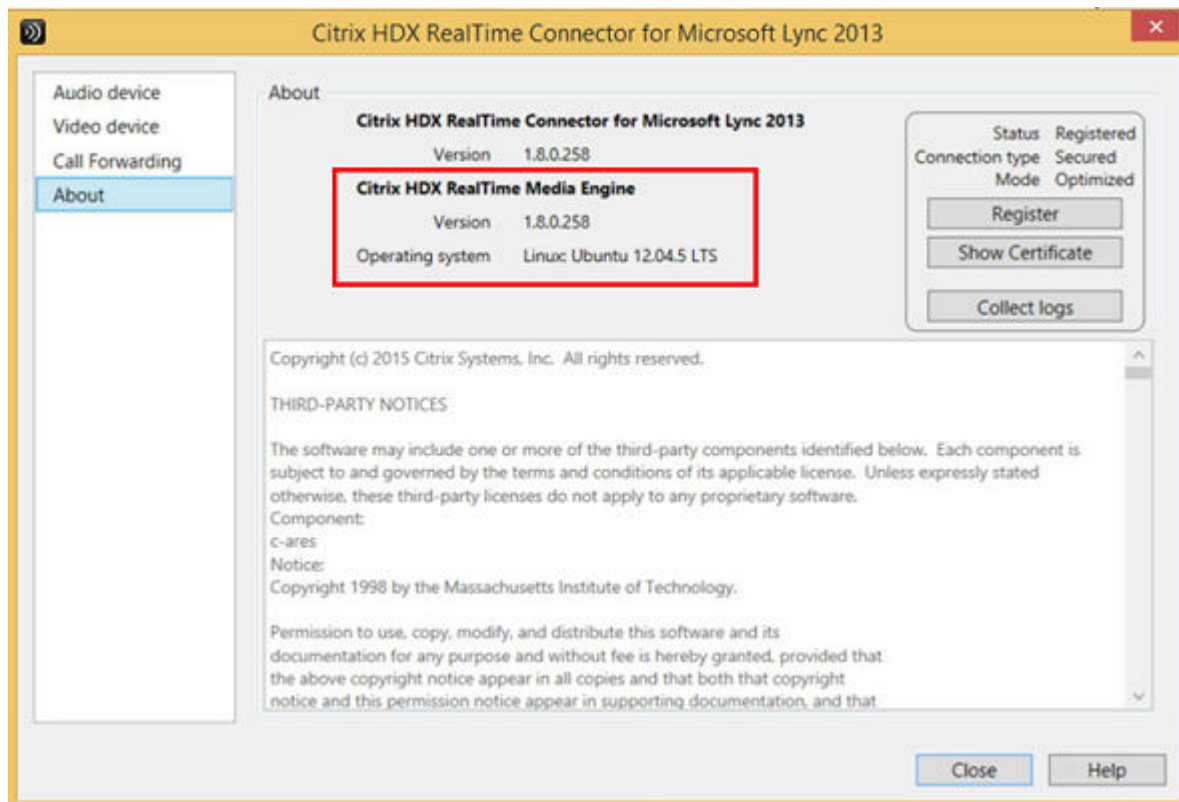 Citrix HDX RealTime Connector for Microsoft Lync 2013
Audio device
Video device
Call Forwarding
About
About
Citrix HDX RealTime Connector for Microsoft Lync 2013
Version 1.8.0.258
Citrix HDX RealTime Media Engine
Version 1.8.0.258
Operating system Linux: Ubuntu 12.04.5 LTS
Status Registered
Connection type Secured
Mode Optimized
Register
Show Certificate
Collect logs
Copyright (c) 2015 Citrix Systems, Inc. All rights reserved.
THIRD-PARTY NOTICES
The software may include one or more of the third-party components identified below. Each component is
subject to and governed by the terms and conditions of its applicable license. Unless expressly stated
otherwise, these third-party licenses do not apply to any proprietary software.
Component:
c-ares
Notice:
Copyright 1998 by the Massachusetts Institute of Technology.
Permission to use, copy, modify, and distribute this software and its
documentation for any purpose and without fee is hereby granted, provided that
the above copyright notice appear in all copies and that both that copyright
notice and this permission notice appear in supporting documentation, and that
Close
Help